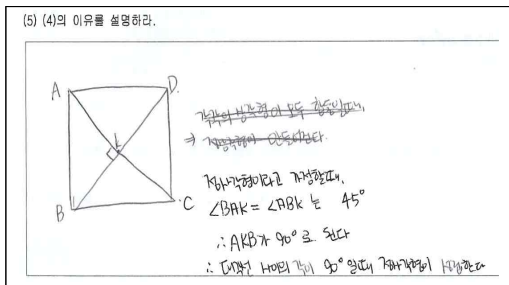 (5) (4)의 이유를 설명하라.
A D
B C
정사각형이라고 가정할때,
∠BAK = ∠ABK 는 45°
∴ AKB가 90°로 된다
∴ 대각선 사이의 각이 90°일때 정사각형이 성립한다